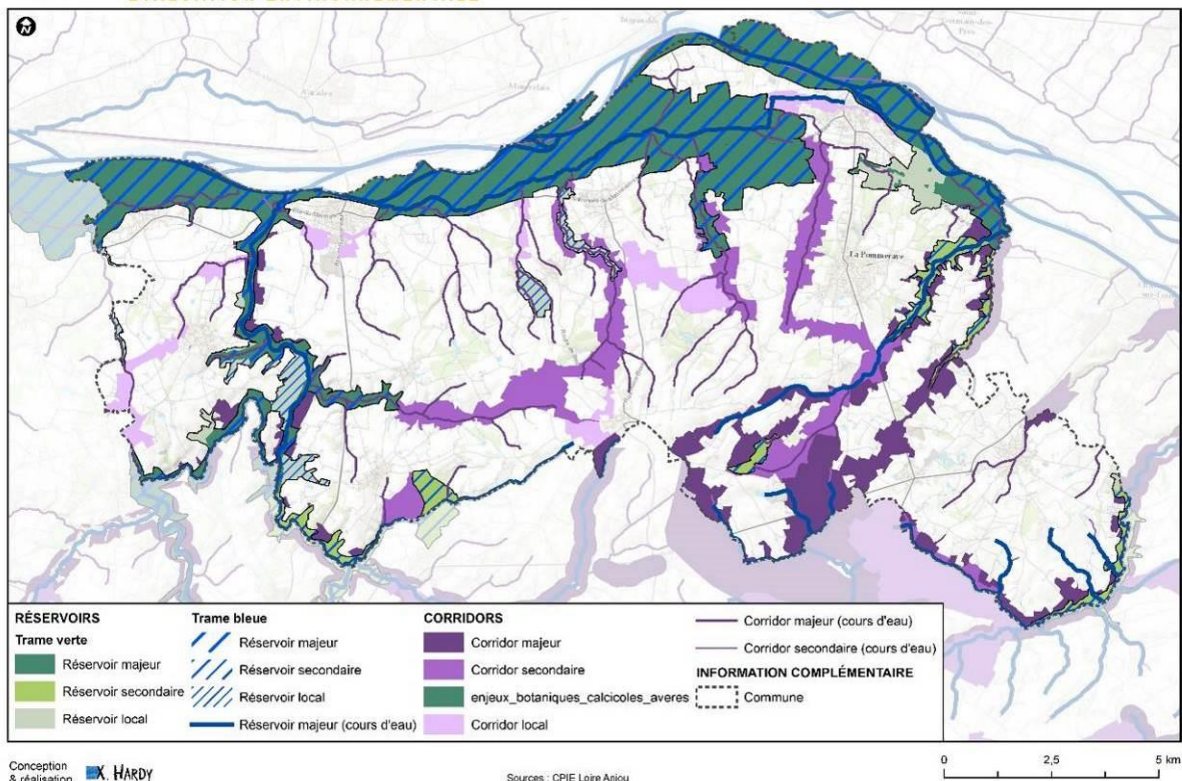 N
La Pommeraye
RÉSERVOIRS
Trame verte
Réservoir majeur
Réservoir secondaire
Réservoir local
Trame bleue
Réservoir majeur
Réservoir secondaire
Réservoir local
Réservoir majeur (cours d'eau)
CORRIDORS
Corridor majeur
Corridor secondaire
enjeux_botaniques_calcicoles_averes
Corridor local
Corridor majeur (cours d'eau)
Corridor secondaire (cours d'eau)
INFORMATION COMPLÉMENTAIRE
Commune
Conception
& réalisation
X. HARDY
Sources : CPIE Loire Anjou
0 2,5 5 km